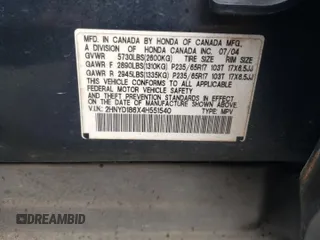 MFD. IN CANADA BY HONDA OF CANADA MFG.,
A DIVISION OF HONDA CANADA INC. 07/04
GVWR 5730LBS(2600KG) TIRE SIZE RIM SIZE
GAWR F 2890LBS(1310KG) P235/65R17 103T 17X6.5JJ
GAWR R 2945LBS(1335KG) P235/65R17 103T 17X6.5JJ
THIS VEHICLE CONFORMS TO ALL APPLICABLE
FEDERAL MOTOR VEHICLE SAFETY
AND THEFT PREVENTION STANDARDS IN EFFECT ON
THE DATE OF MANUFACTURE SHOWN ABOVE.
V.I.N.: 2HNYD186X4H551540 TYPE: MPV
© DREAMBID